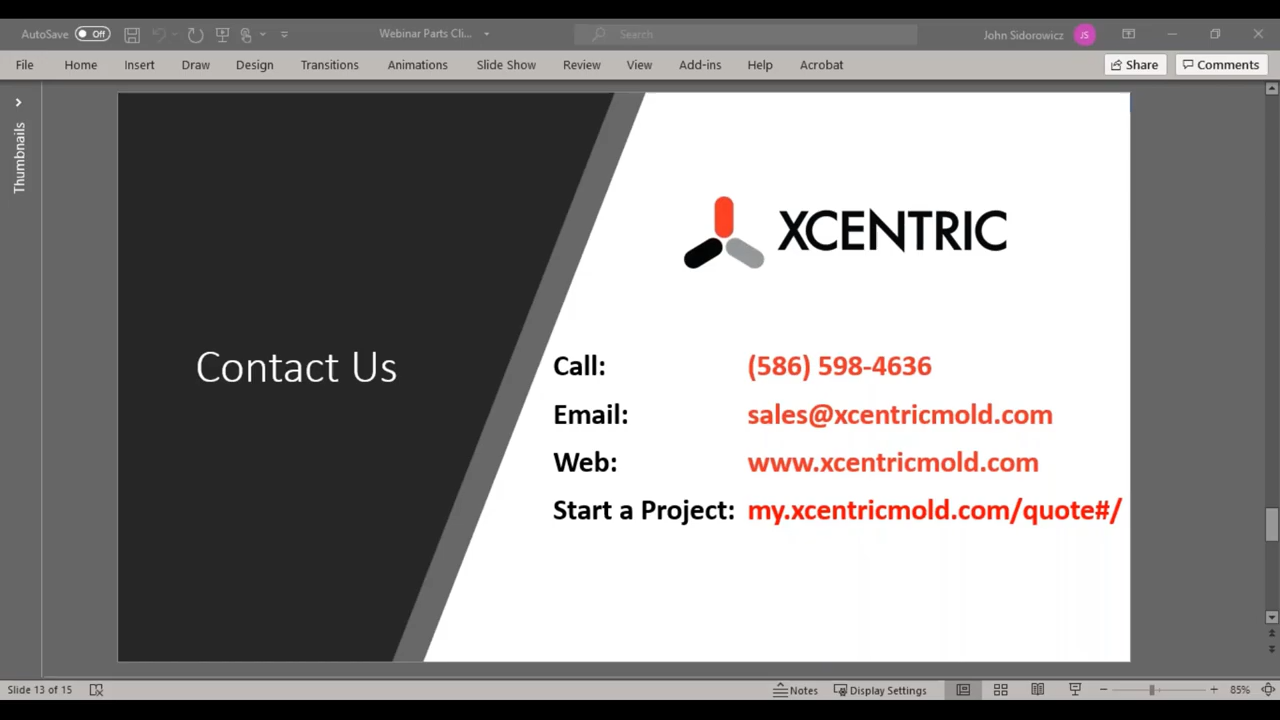 AutoSave Off Webinar Parts Cli... Search John Sidorowicz JS
File Home Insert Draw Design Transitions Animations Slide Show Review View Add-ins Help Acrobat Share Comments
Thumbnails
XCENTRIC
Contact Us
Call: (586) 598-4636
Email: sales@xcentricmold.com
Web: www.xcentricmold.com
Start a Project: my.xcentricmold.com/quote#/
Slide 13 of 15 Notes Display Settings 85%